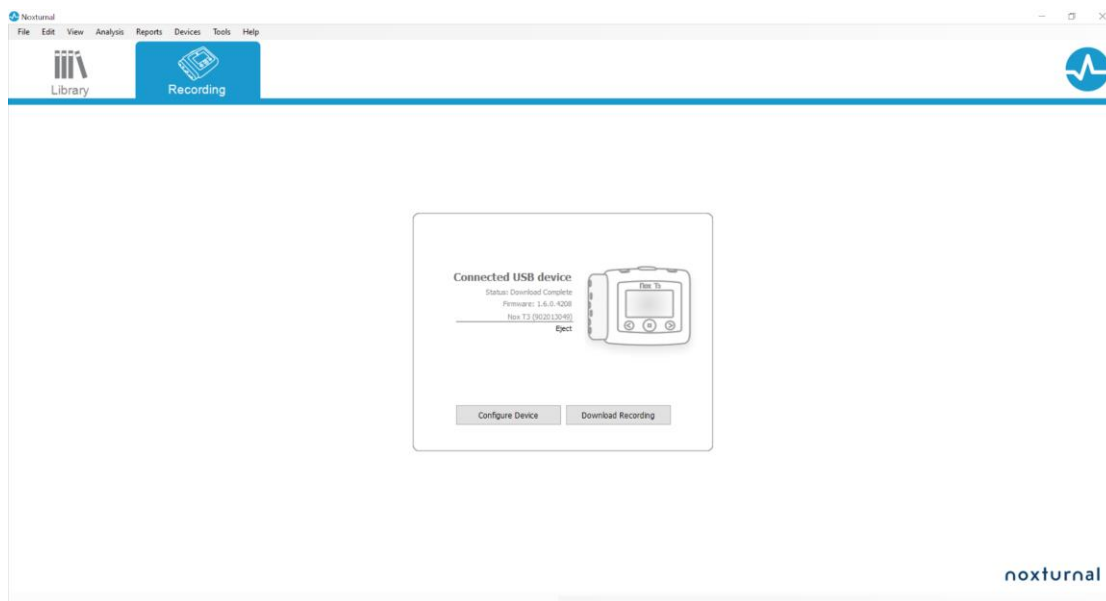 Noxturnal
File Edit View Analysis Reports Devices Tools Help
Library
Recording
Connected USB device
Status: Download Complete
Firmware: 1.6.0.4208
Nox T3 (902013049)
Eject
Nox T3
Configure Device
Download Recording
noxturnal